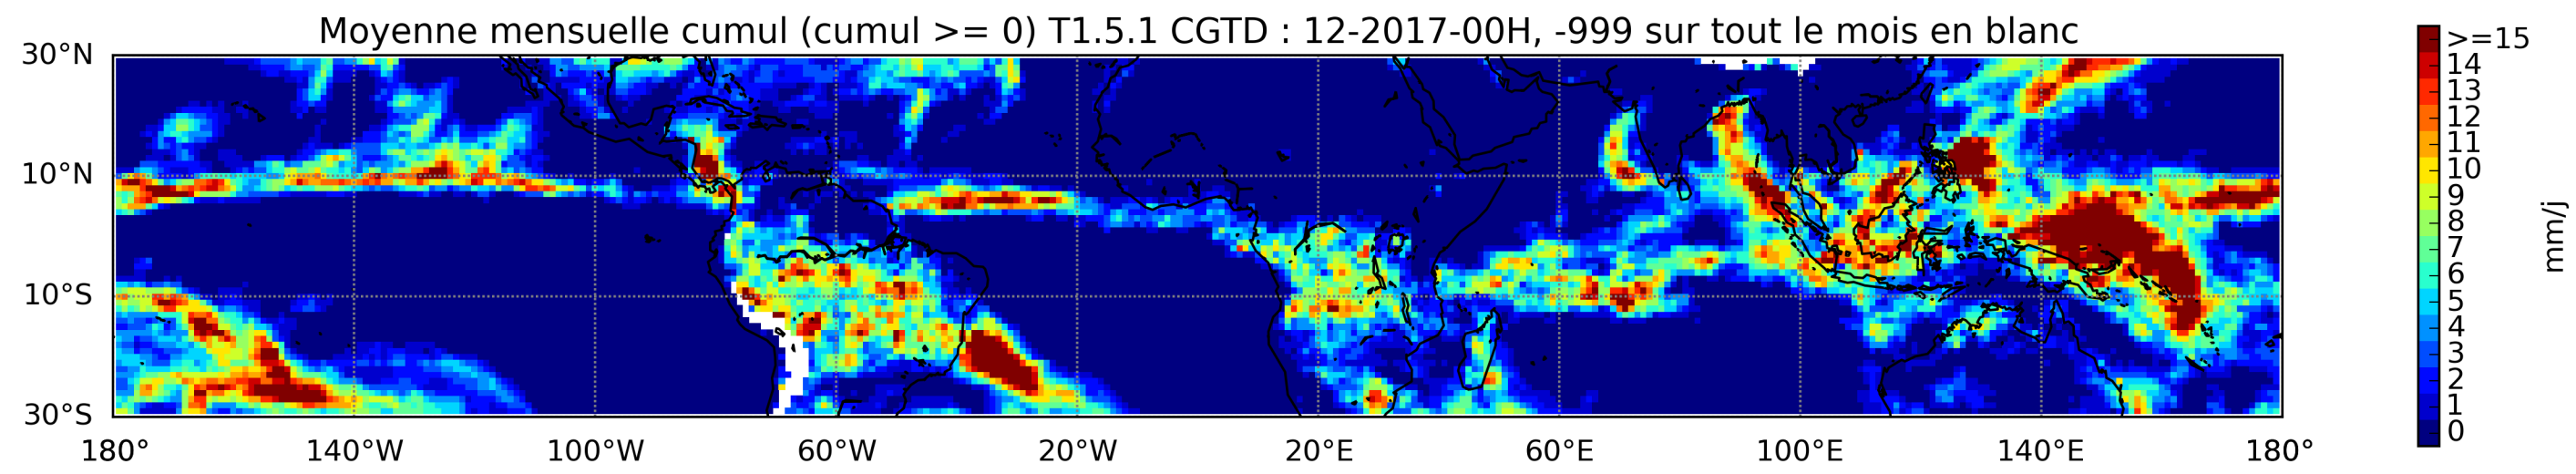 Moyenne mensuelle cumul (cumul >= 0) T1.5.1 CGTD : 12-2017-00H, -999 sur tout le mois en blanc
30°N
10°N
10°S
30°S
180° 140°W 100°W 60°W 20°W 20°E 60°E 100°E 140°E 180°
>=15
14
13
12
11
10
9
8
7
6
5
4
3
2
1
0
mm/j